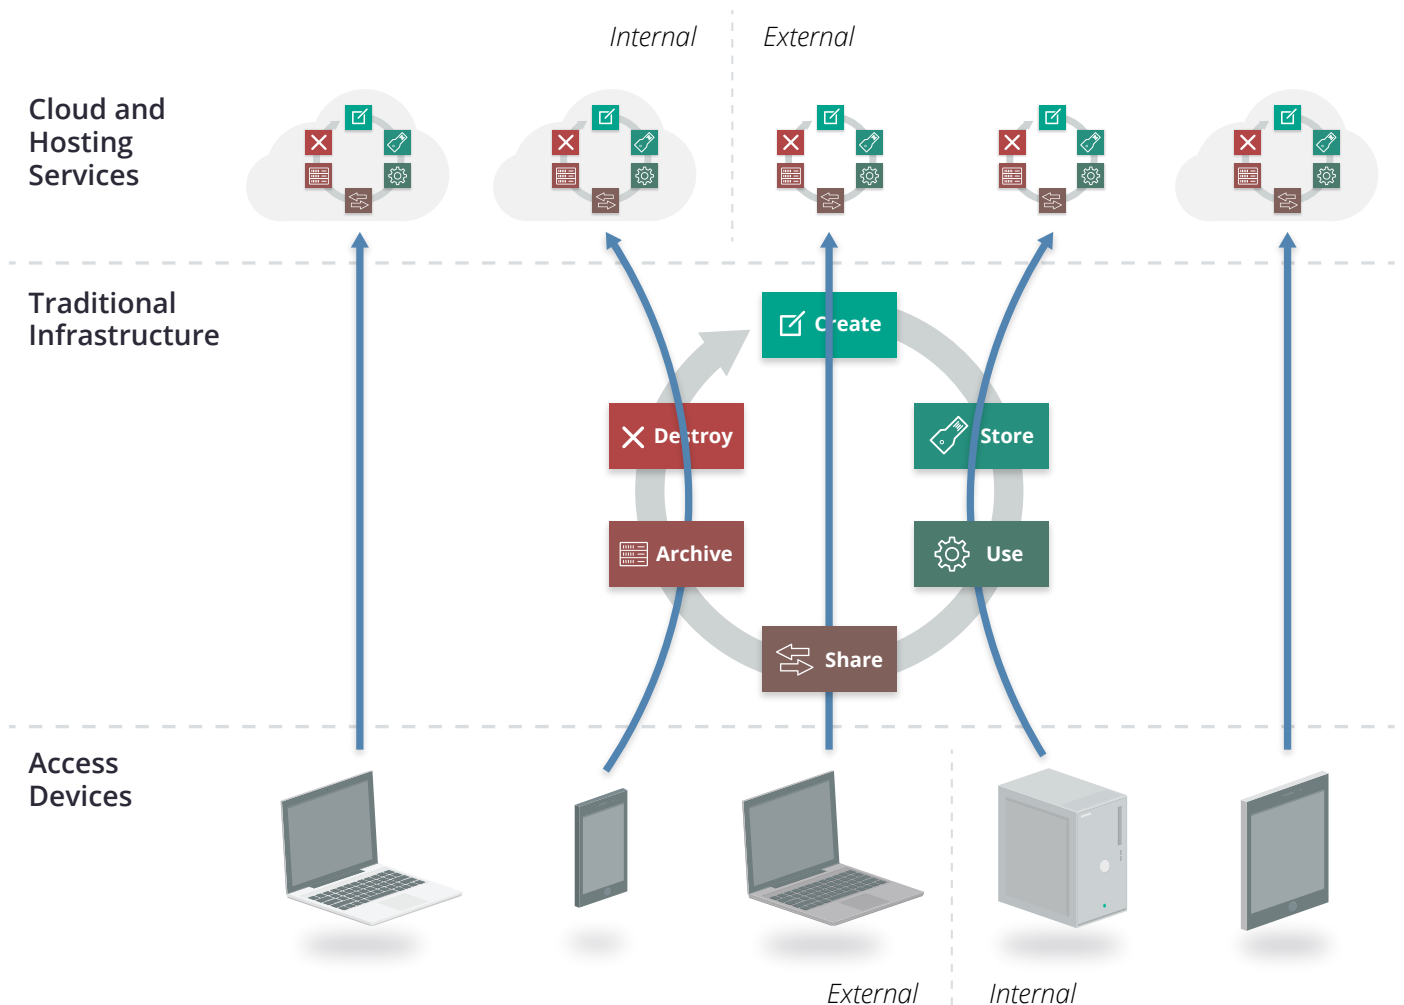 Internal
External
Cloud and
Hosting
Services
Traditional
Infrastructure
Create
Destroy
Store
Archive
Use
Share
Access
Devices
External
Internal